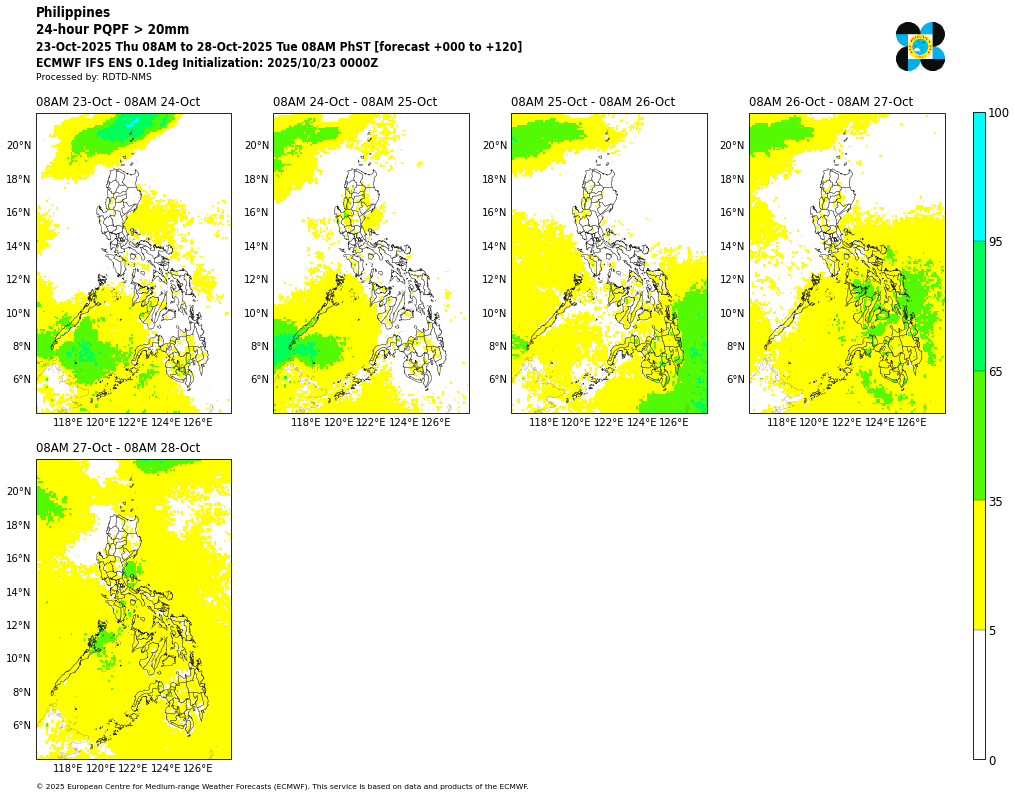 Philippines
24-hour PQPF > 20mm
23-Oct-2025 Thu 08AM to 28-Oct-2025 Tue 08AM PhST [forecast +000 to +120]
ECMWF IFS ENS 0.1deg Initialization: 2025/10/23 0000Z
Processed by: RDTD-NMS
08AM 23-Oct - 08AM 24-Oct
08AM 24-Oct - 08AM 25-Oct
08AM 25-Oct - 08AM 26-Oct
08AM 26-Oct - 08AM 27-Oct
20°N 20°N 20°N 20°N
18°N 18°N 18°N 18°N
16°N 16°N 16°N 16°N
14°N 14°N 14°N 14°N
12°N 12°N 12°N 12°N
10°N 10°N 10°N 10°N
8°N 8°N 8°N 8°N
6°N 6°N 6°N 6°N
118°E 120°E 122°E 124°E 126°E
118°E 120°E 122°E 124°E 126°E
118°E 120°E 122°E 124°E 126°E
118°E 120°E 122°E 124°E 126°E
100
95
65
35
5
0
08AM 27-Oct - 08AM 28-Oct
20°N
18°N
16°N
14°N
12°N
10°N
8°N
6°N
118°E 120°E 122°E 124°E 126°E
© 2025 European Centre for Medium-range Weather Forecasts (ECMWF). This service is based on data and products of the ECMWF.